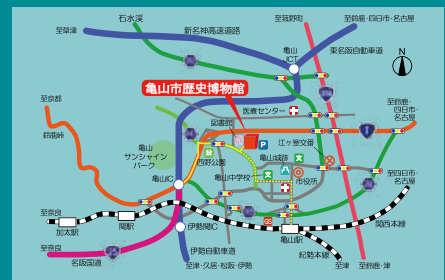 石水渓
至菰野
至鈴鹿・四日市・名古屋
至草津
新名神高速道路
亀山
JCT
東名阪自動車道
N
亀山市歴史博物館
至京都
医療センター
至鈴鹿・
四日市・
名古屋
図書館
P
1
鈴鹿峠
亀山
サンシャイン
パーク
西野公園
亀山城跡
江ヶ室交番
文
亀山中学校
文
市役所
至四日市・
名古屋
亀山IC
至奈良
加太駅
関駅
伊勢関IC
GS
亀山駅
関西本線
至奈良
名阪国道
伊勢自動車道
紀勢本線
至津・久居・松阪・伊勢
至津
至鈴鹿・津